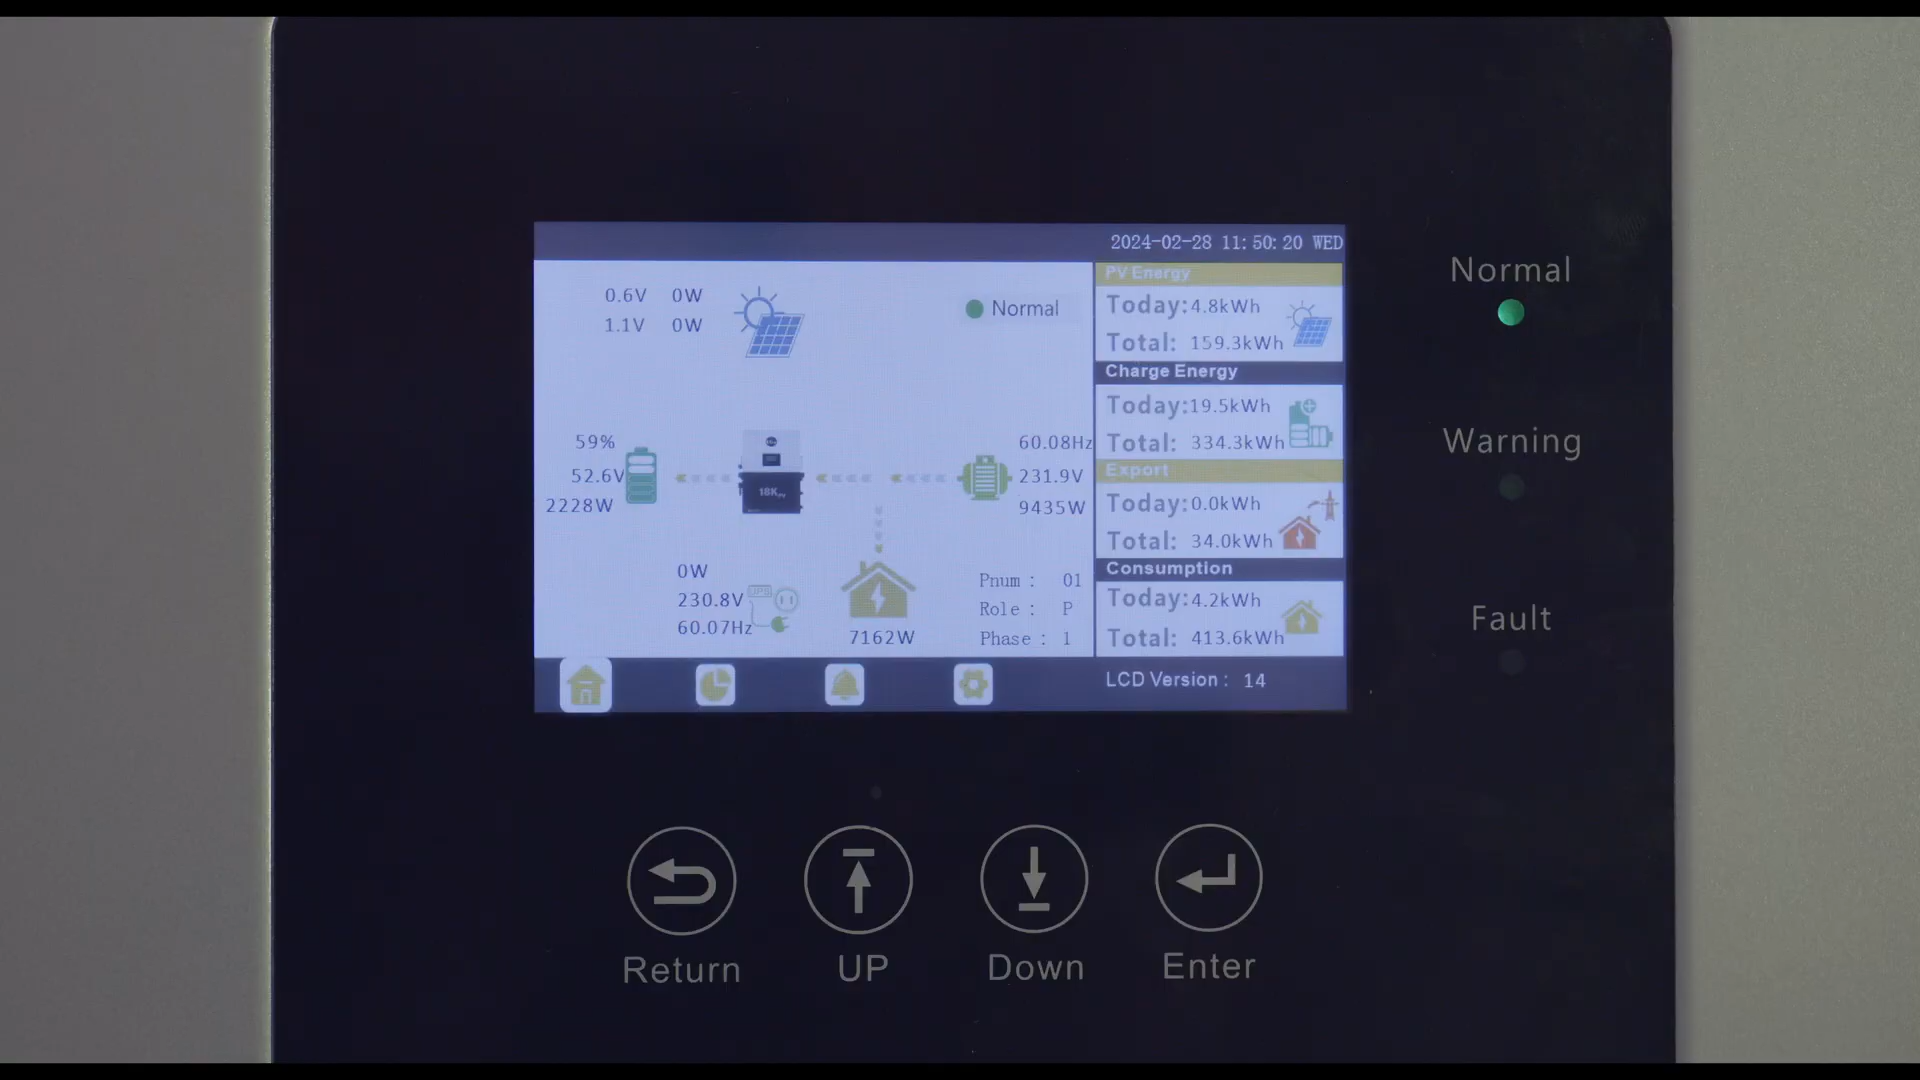 2024-02-28 11:50:20 WED
0.6V 0W
1.1V 0W
Normal
59%
52.6V
2228W
18K
60.08Hz
231.9V
9435W
0W
230.8V
60.07Hz
UPS
7162W
Pnum : 01
Role : P
Phase : 1
PV Energy
Today: 4.8kWh
Total: 159.3kWh
Charge Energy
Today: 19.5kWh
Total: 334.3kWh
Export
Today: 0.0kWh
Total: 34.0kWh
Consumption
Today: 4.2kWh
Total: 413.6kWh
LCD Version : 14
Normal
Warning
Fault
Return
UP
Down
Enter